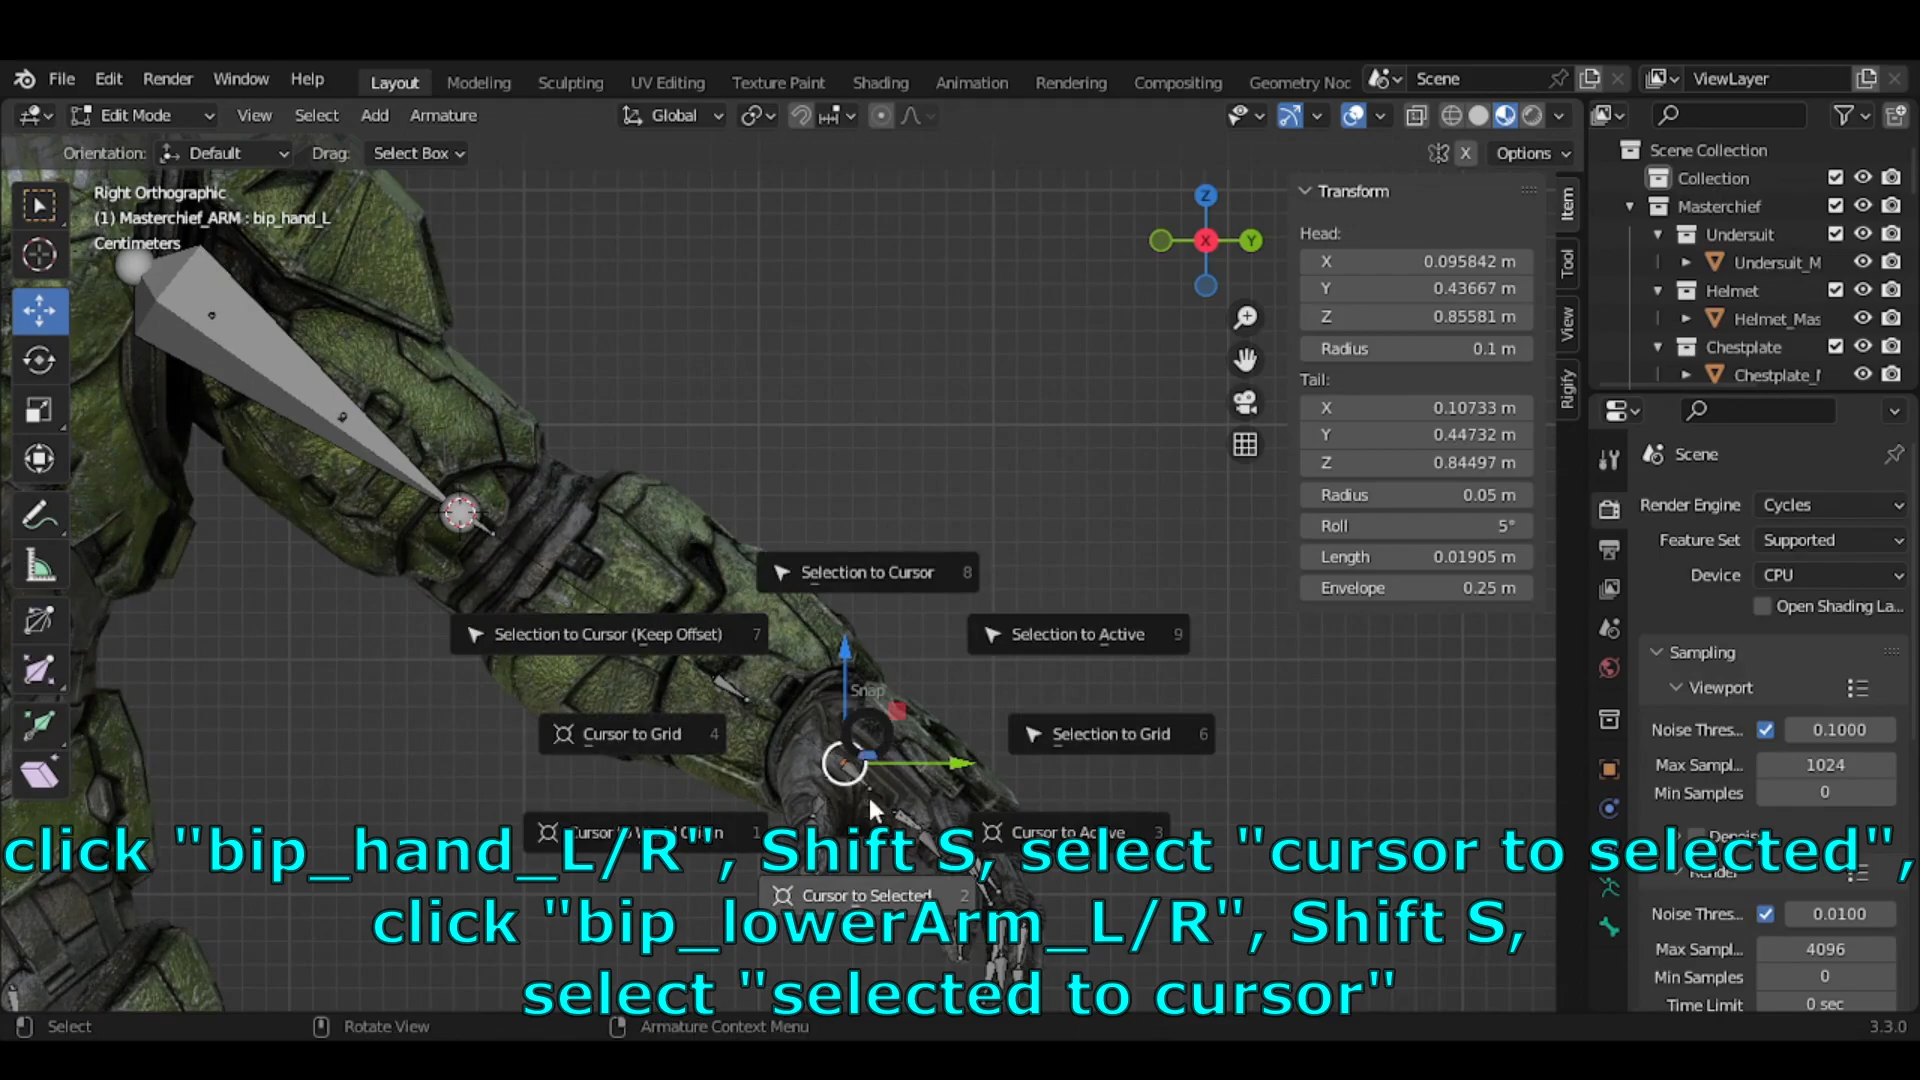 File Edit Render Window Help Layout Modeling Sculpting UV Editing Texture Paint Shading Animation Rendering Compositing Geometry Noc Scene ViewLayer
Edit Mode View Select Add Armature Global
Orientation: Default Drag: Select Box X Options
Right Orthographic
(1) Masterchief_ARM : bip_hand_L
Centimeters
Z
X
Y
Selection to Cursor 8
Selection to Cursor (Keep Offset) 7
Selection to Active 9
Snap
Cursor to Grid 4
Selection to Grid 6
Cursor to Active 3
Cursor to Selected 2
Transform
Head:
X 0.095842 m
Y 0.43667 m
Z 0.85581 m
Radius 0.1 m
Tail:
X 0.10733 m
Y 0.44732 m
Z 0.84497 m
Radius 0.05 m
Roll 5°
Length 0.01905 m
Envelope 0.25 m
Item
Tool
View
Rigify
Scene Collection
Collection
Masterchief
Undersuit
Undersuit_M
Helmet
Helmet_Mas
Chestplate
Chestplate_
Scene
Render Engine Cycles
Feature Set Supported
Device CPU
Open Shading La...
Sampling
Viewport
Noise Thres... 0.1000
Max Sampl... 1024
Min Samples 0
Noise Thres... 0.0100
Max Sampl... 4096
Min Samples 0
Time Limit 0 sec
click "bip_hand_L/R", Shift S, select "cursor to selected",
click "bip_lowerArm_L/R", Shift S,
select "selected to cursor"
Select Rotate View Armature Context Menu 3.3.0